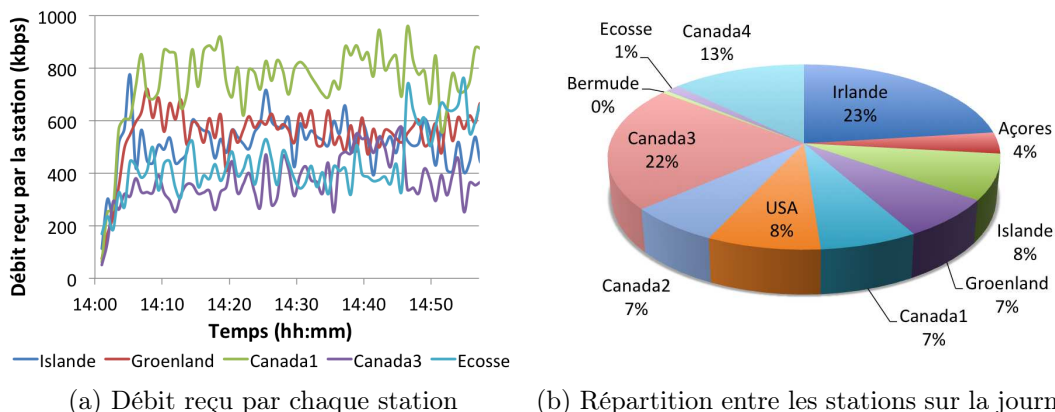 Débit reçu par la station (kbps)
1000
800
600
400
200
0
14:00 14:10 14:20 14:30 14:40 14:50
Temps (hh:mm)
Islande Groenland Canada1 Canada3 Ecosse
(a) Débit reçu par chaque station
Ecosse
1%
Canada4
13%
Bermude
0%
Irlande
23%
Açores
4%
Canada3
22%
USA
8%
Islande
8%
Groenland
7%
Canada2
7%
Canada1
7%
(b) Répartition entre les stations sur la journ